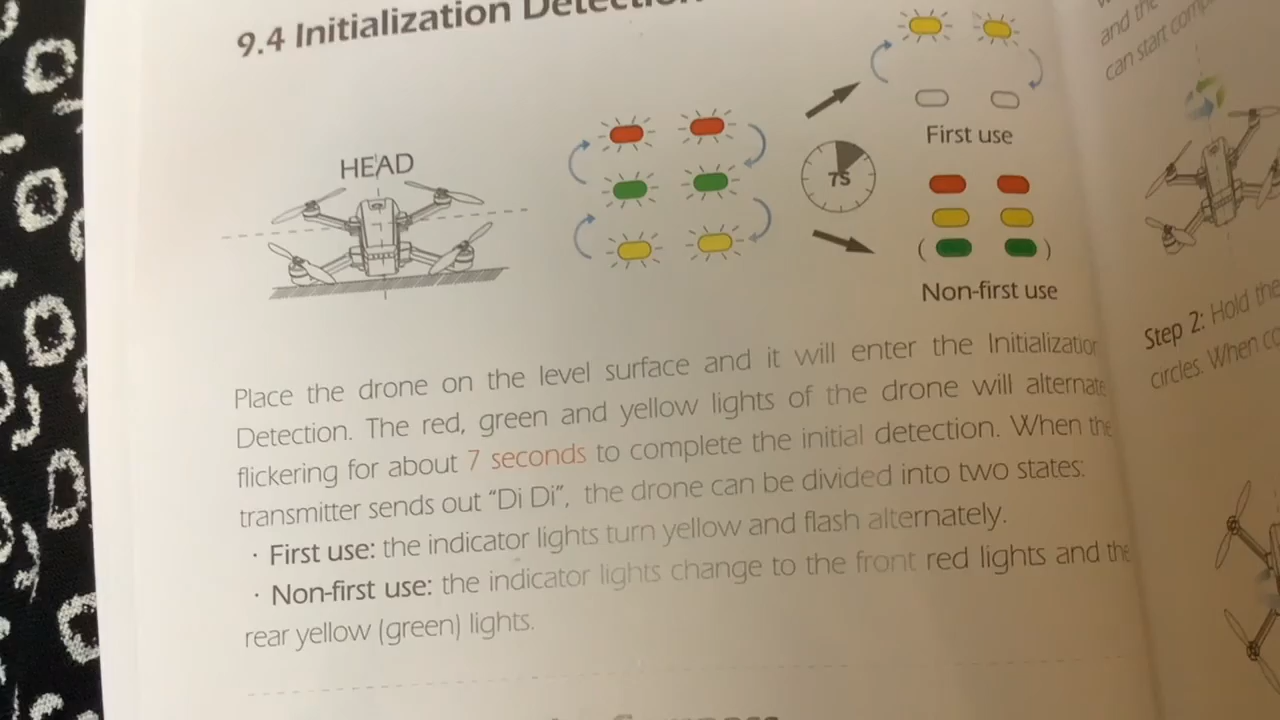 9.4 Initialization Detection
HEAD
7S
First use
( )
Non-first use
Place the drone on the level surface and it will enter the Initialization
Detection. The red, green and yellow lights of the drone will alternate
flickering for about 7 seconds to complete the initial detection. When the
transmitter sends out “Di Di”, the drone can be divided into two states:
· First use: the indicator lights turn yellow and flash alternately.
· Non-first use: the indicator lights change to the front red lights and the
rear yellow (green) lights.
and the
can start
Step 2: Hold the
circles. When